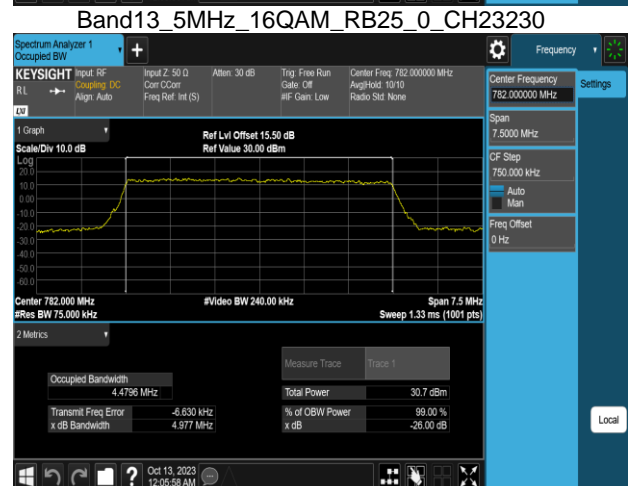 Band13_5MHz_16QAM_RB25_0_CH23230
Spectrum Analyzer 1
Occupied BW
+
Frequency
KEYSIGHT
RL
LXI
Input: RF
Coupling: DC
Align: Auto
Input Z: 50 Ω
Corr CCorr
Freq Ref: Int (S)
Atten: 30 dB
Trig: Free Run
Gate: Off
#IF Gain: Low
Center Freq: 782.000000 MHz
Avg|Hold: 10/10
Radio Std: None
Center Frequency
782.000000 MHz
Settings
Span
7.5000 MHz
CF Step
750.000 kHz
Auto
Man
Freq Offset
0 Hz
1 Graph
Scale/Div 10.0 dB
Ref Lvl Offset 15.50 dB
Ref Value 30.00 dBm
Log
20.0
10.0
0.00
-10.0
-20.0
-30.0
-40.0
-50.0
-60.0
Center 782.000 MHz
#Res BW 75.000 kHz
#Video BW 240.00 kHz
Span 7.5 MHz
Sweep 1.33 ms (1001 pts)
2 Metrics
Measure Trace
Trace 1
Occupied Bandwidth
4.4796 MHz
Total Power
30.7 dBm
Transmit Freq Error
-6.630 kHz
% of OBW Power
99.00 %
x dB Bandwidth
4.977 MHz
x dB
-26.00 dB
Local
?
Oct 13, 2023
12:05:58 AM